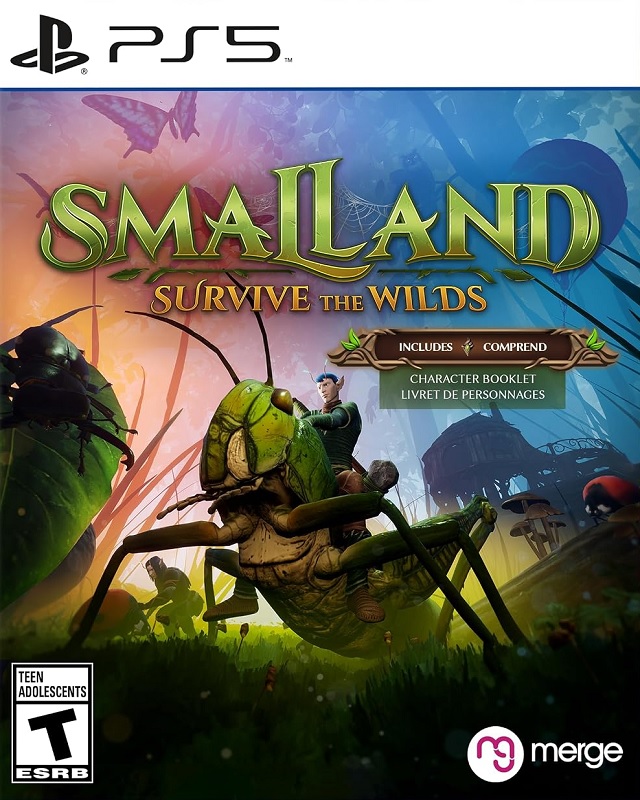 PS5
SMALLAND
SURVIVE THE WILDS
INCLUDES COMPREND
CHARACTER BOOKLET
LIVRET DE PERSONNAGES
TEEN
ADOLESCENTS
T
ESRB
merge